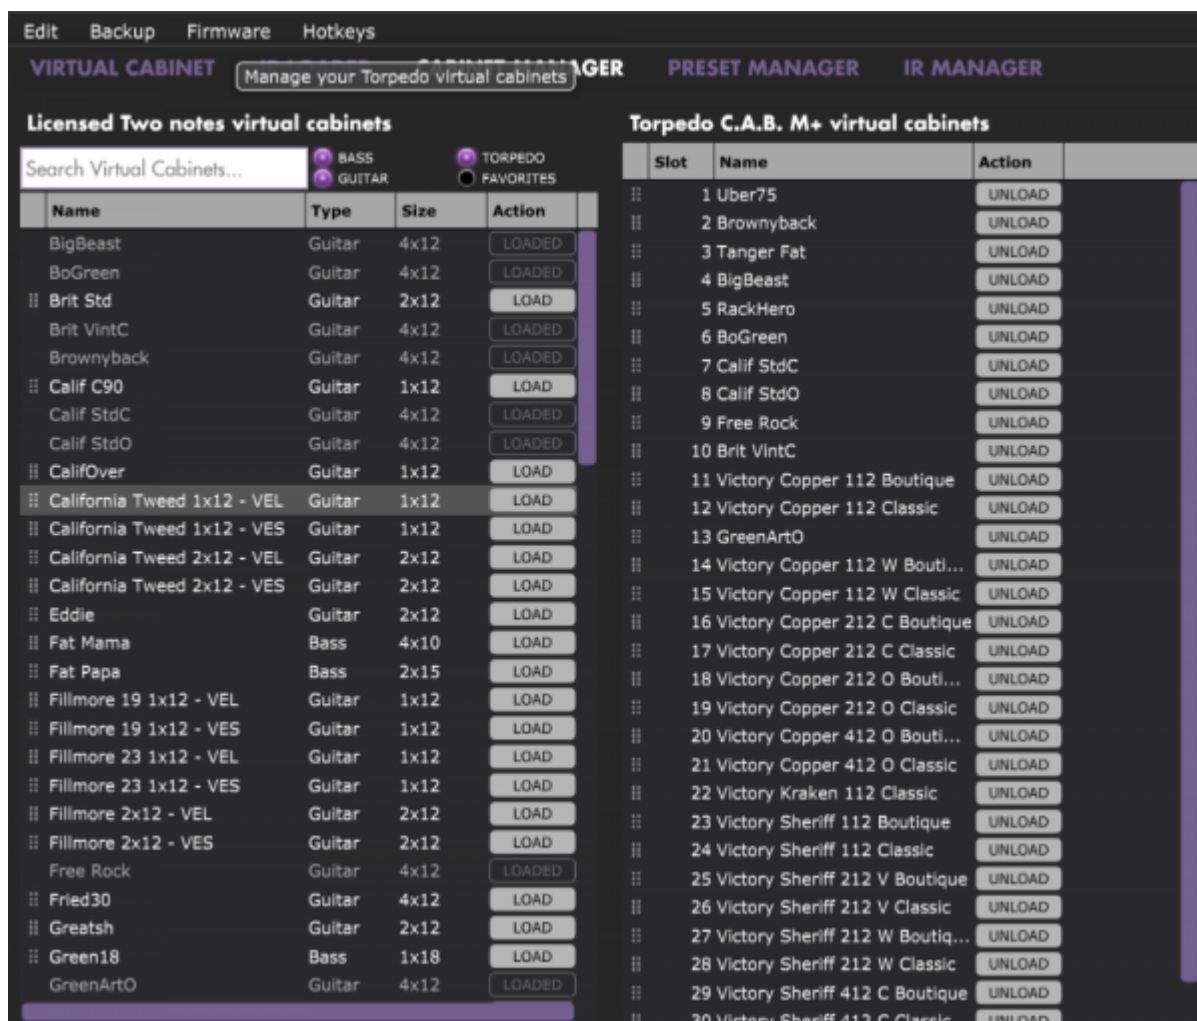 Edit Backup Firmware Hotkeys
VIRTUAL CABINET CABINET MANAGER PRESET MANAGER IR MANAGER
Manage your Torpedo virtual cabinets
Licensed Two notes virtual cabinets
Search Virtual Cabinets...
BASS TORPEDO
GUITAR FAVORITES
Name Type Size Action
BigBeast Guitar 4x12 LOADED
BoGreen Guitar 4x12 LOADED
Brit Std Guitar 2x12 LOAD
Brit VintC Guitar 4x12 LOADED
Brownyback Guitar 4x12 LOADED
Calif C90 Guitar 1x12 LOAD
Calif StdC Guitar 4x12 LOADED
Calif StdO Guitar 4x12 LOADED
CalifOver Guitar 1x12 LOAD
California Tweed 1x12 - VEL Guitar 1x12 LOAD
California Tweed 1x12 - VES Guitar 1x12 LOAD
California Tweed 2x12 - VEL Guitar 2x12 LOAD
California Tweed 2x12 - VES Guitar 2x12 LOAD
Eddie Guitar 2x12 LOAD
Fat Mama Bass 4x10 LOAD
Fat Papa Bass 2x15 LOAD
Fillmore 19 1x12 - VEL Guitar 1x12 LOAD
Fillmore 19 1x12 - VES Guitar 1x12 LOAD
Fillmore 23 1x12 - VEL Guitar 1x12 LOAD
Fillmore 23 1x12 - VES Guitar 1x12 LOAD
Fillmore 2x12 - VEL Guitar 2x12 LOAD
Fillmore 2x12 - VES Guitar 2x12 LOAD
Free Rock Guitar 4x12 LOADED
Fried30 Guitar 4x12 LOAD
Greatsh Guitar 2x12 LOAD
Green18 Bass 1x18 LOAD
GreenArtO Guitar 4x12 LOADED
Torpedo C.A.B. M+ virtual cabinets
Slot Name Action
1 Uber75 UNLOAD
2 Brownyback UNLOAD
3 Tanger Fat UNLOAD
4 BigBeast UNLOAD
5 RackHero UNLOAD
6 BoGreen UNLOAD
7 Calif StdC UNLOAD
8 Calif StdO UNLOAD
9 Free Rock UNLOAD
10 Brit VintC UNLOAD
11 Victory Copper 112 Boutique UNLOAD
12 Victory Copper 112 Classic UNLOAD
13 GreenArtO UNLOAD
14 Victory Copper 112 W Bouti... UNLOAD
15 Victory Copper 112 W Classic UNLOAD
16 Victory Copper 212 C Boutique UNLOAD
17 Victory Copper 212 C Classic UNLOAD
18 Victory Copper 212 O Bouti... UNLOAD
19 Victory Copper 212 O Classic UNLOAD
20 Victory Copper 412 O Bouti... UNLOAD
21 Victory Copper 412 O Classic UNLOAD
22 Victory Kraken 112 Classic UNLOAD
23 Victory Sheriff 112 Boutique UNLOAD
24 Victory Sheriff 112 Classic UNLOAD
25 Victory Sheriff 212 V Boutique UNLOAD
26 Victory Sheriff 212 V Classic UNLOAD
27 Victory Sheriff 212 W Boutiq... UNLOAD
28 Victory Sheriff 212 W Classic UNLOAD
29 Victory Sheriff 412 C Boutique UNLOAD
30 Victory Sheriff 412 C Classic UNLOAD